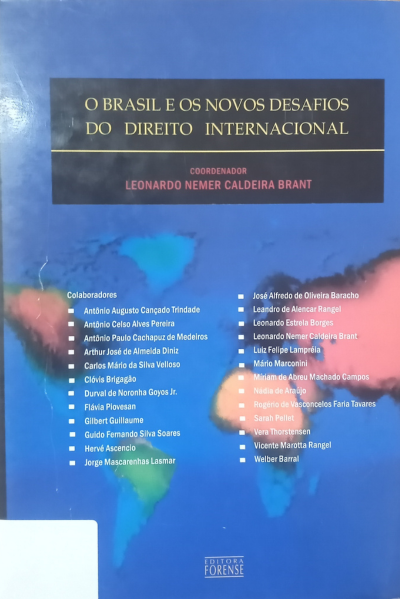 O BRASIL E OS NOVOS DESAFIOS
DO DIREITO INTERNACIONAL
COORDENADOR
LEONARDO NEMER CALDEIRA BRANT
Colaboradores
Antônio Augusto Cançado Trindade
Antônio Celso Alves Pereira
Antônio Paulo Cachapuz de Medeiros
Arthur José de Almeida Diniz
Carlos Mário da Silva Velloso
Clóvis Brigagão
Durval de Noronha Goyos Jr.
Flávia Piovesan
Gilbert Guillaume
Guido Fernando Silva Soares
Hervé Ascencio
Jorge Mascarenhas Lasmar
José Alfredo de Oliveira Baracho
Leandro de Alencar Rangel
Leonardo Estrela Borges
Leonardo Nemer Caldeira Brant
Luiz Felipe Lampréia
Mário Marconini
Miriam de Abreu Machado Campos
Nadia de Araújo
Rogério de Vasconcelos Faria Tavares
Sarah Pellet
Vera Thorstensen
Vicente Marotta Rangel
Welber Barral
EDITORA
FORENSE